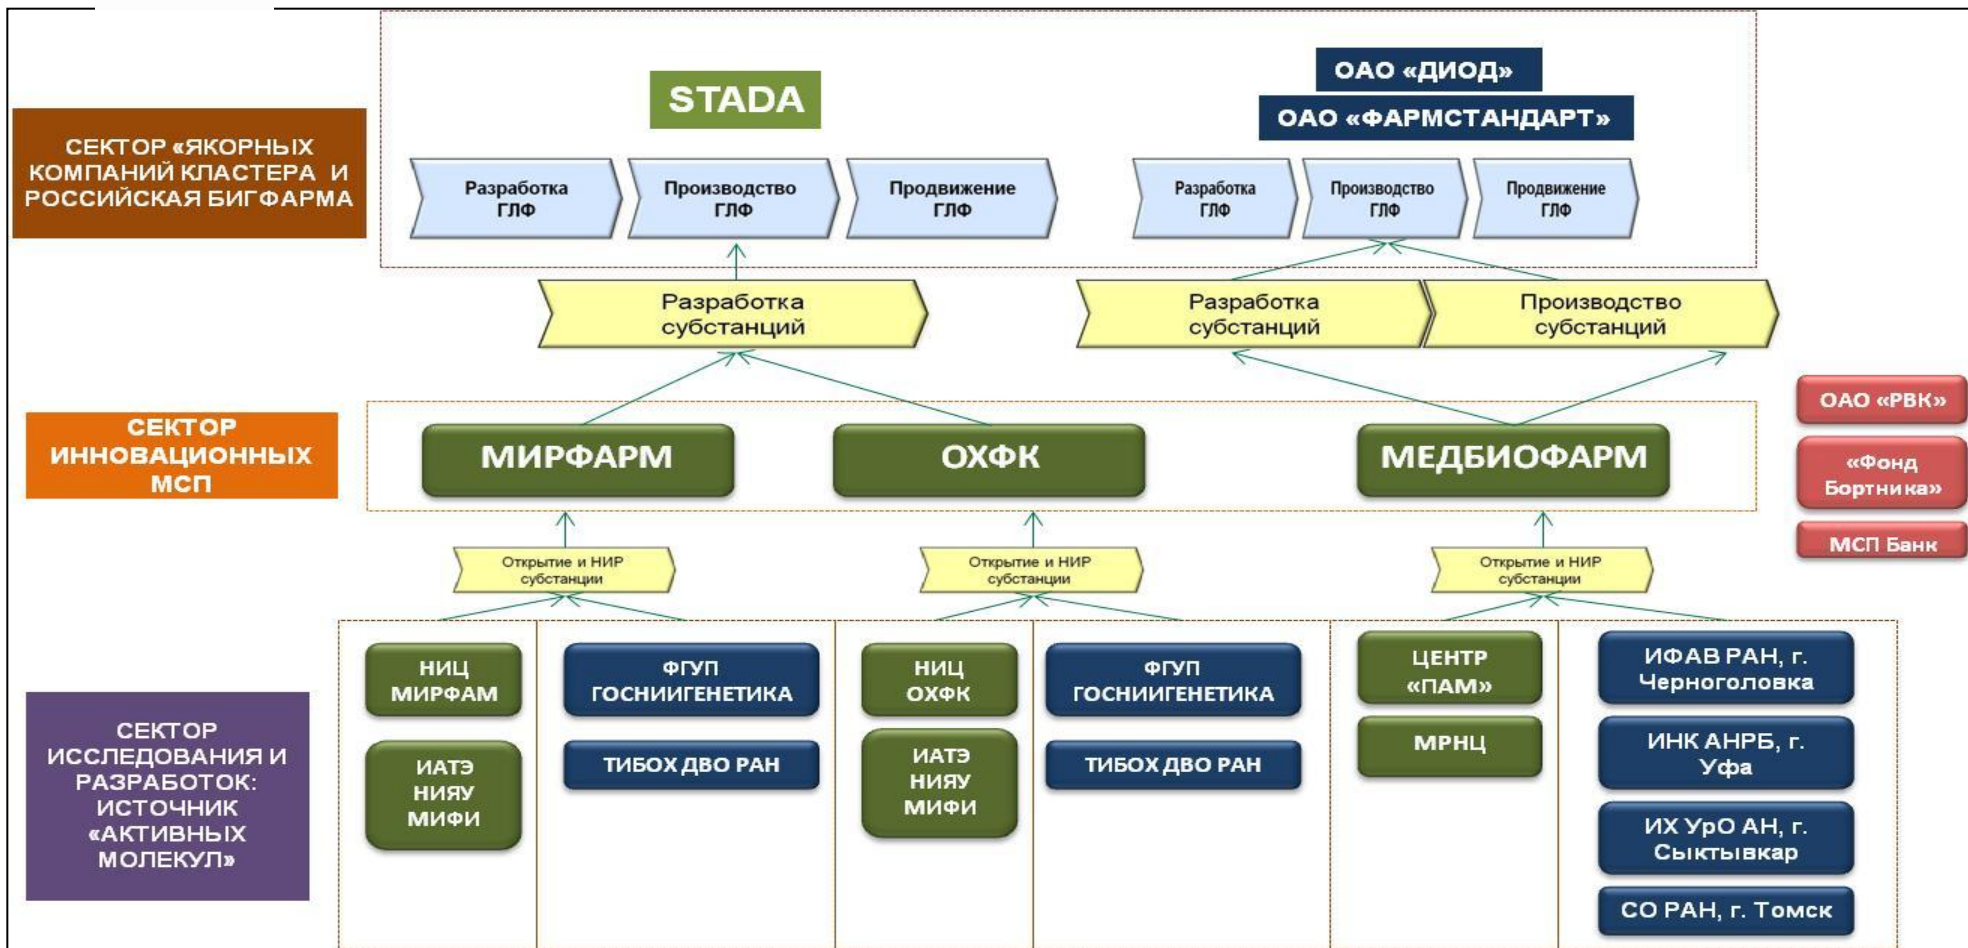 STADA
ОАО «ДИОД»
ОАО «ФАРМСТАНДАРТ»
СЕКТОР «ЯКОРНЫХ
КОМПАНИЙ КЛАСТЕРА И
РОССИЙСКАЯ БИГФАРМА
Разработка
ГЛФ
Производство
ГЛФ
Продвижение
ГЛФ
Разработка
ГЛФ
Производство
ГЛФ
Продвижение
ГЛФ
Разработка
субстанций
Разработка
субстанций
Производство
субстанций
СЕКТОР
ИННОВАЦИОННЫХ
МСП
МИРФАРМ
ОХФК
МЕДБИОФАРМ
ОАО «РВК»
«Фонд
Бортника»
МСП Банк
Открытие и НИР
субстанции
Открытие и НИР
субстанции
Открытие и НИР
субстанции
СЕКТОР
ИССЛЕДОВАНИЯ И
РАЗРАБОТОК:
ИСТОЧНИК
«АКТИВНЫХ
МОЛЕКУЛ»
НИЦ
МИРФАМ
ИАТЭ
НИЯУ
МИФИ
ФГУП
ГОСНИИГЕНЕТИКА
ТИБОХ ДВО РАН
НИЦ
ОХФК
ИАТЭ
НИЯУ
МИФИ
ФГУП
ГОСНИИГЕНЕТИКА
ТИБОХ ДВО РАН
ЦЕНТР
«ПАМ»
МРНЦ
ИФАВ РАН, г.
Черноголовка
ИНК АНРБ, г.
Уфа
ИХ УрО АН, г.
Сыктывкар
СО РАН, г. Томск